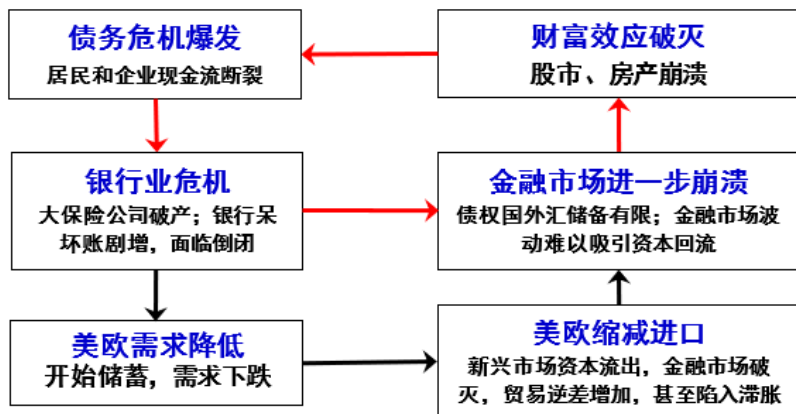 债务危机爆发
居民和企业现金流断裂
财富效应破灭
股市、房产崩溃
银行业危机
大保险公司破产；银行呆
坏账剧增，面临倒闭
金融市场进一步崩溃
债权国外汇储备有限；金融市场波
动难以吸引资本回流
美欧需求降低
开始储蓄，需求下跌
美欧缩减进口
新兴市场资本流出，金融市场破
灭，贸易逆差增加，甚至陷入滞胀